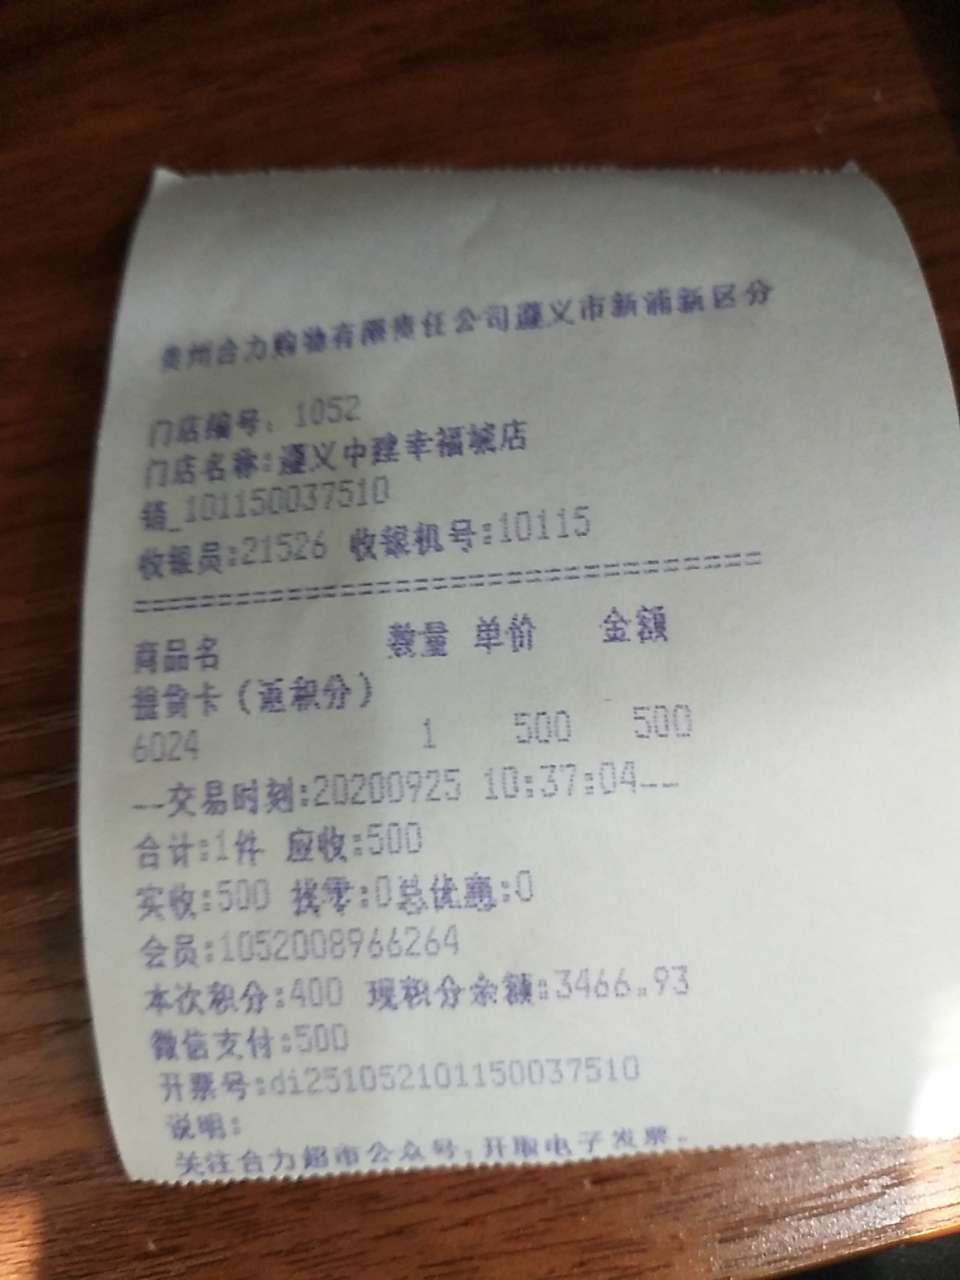 贵州合力购物有限责任公司遵义市新浦新区分
门店编号: 1052
门店名称:遵义中建幸福城店
销_101150037510
收银员:21526 收银机号:10115
======================================
商品名 数量 单价 金额
提货卡（返积分）
6024 1 500 500
--交易时刻:20200925 10:37:04--
合计:1件 应收:500
实收:500 找零:0总优惠:0
会员:1052008966264
本次积分:400 现积分余额:3466.93
微信支付:500
开票号:di2510521011500​37510
说明:
关注合力超市公众号,开取电子发票.